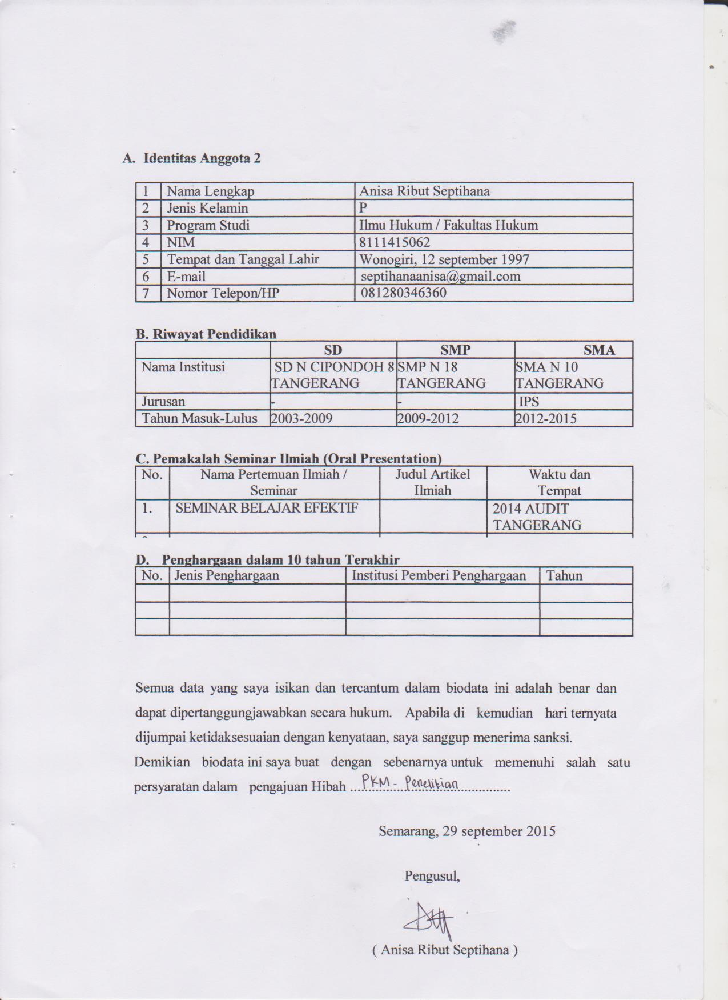 A. Identitas Anggota 2
1 Nama Lengkap Anisa Ribut Septihana
2 Jenis Kelamin P
3 Program Studi Ilmu Hukum / Fakultas Hukum
4 NIM 8111415062
5 Tempat dan Tanggal Lahir Wonogiri, 12 september 1997
6 E-mail septihanaanisa@gmail.com
7 Nomor Telepon/HP 081280346360
B. Riwayat Pendidikan
SD SMP SMA
Nama Institusi SD N CIPONDOH 8 SMP N 18 SMA N 10
TANGERANG TANGERANG TANGERANG
Jurusan - - IPS
Tahun Masuk-Lulus 2003-2009 2009-2012 2012-2015
C. Pemakalah Seminar Ilmiah (Oral Presentation)
No. Nama Pertemuan Ilmiah / Judul Artikel Waktu dan
Seminar Ilmiah Tempat
1. SEMINAR BELAJAR EFEKTIF 2014 AUDIT
TANGERANG
D. Penghargaan dalam 10 tahun Terakhir
No. Jenis Penghargaan Institusi Pemberi Penghargaan Tahun
Semua data yang saya isikan dan tercantum dalam biodata ini adalah benar dan
dapat dipertanggungjawabkan secara hukum. Apabila di kemudian hari ternyata
dijumpai ketidaksesuaian dengan kenyataan, saya sanggup menerima sanksi.
Demikian biodata ini saya buat dengan sebenarnya untuk memenuhi salah satu
persyaratan dalam pengajuan Hibah PKM - Penelitian
Semarang, 29 september 2015
Pengusul,
( Anisa Ribut Septihana )